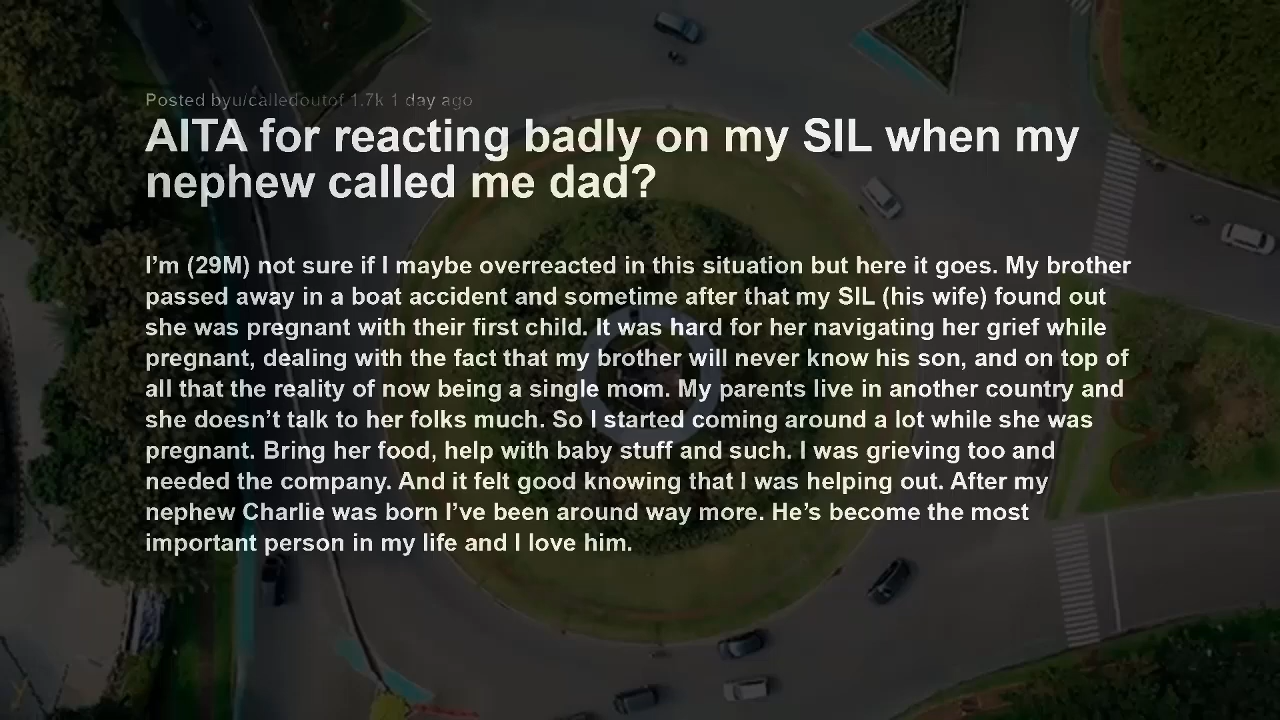 Posted byu/calledoutof 1.7k 1 day ago
AITA for reacting badly on my SIL when my
nephew called me dad?
I’m (29M) not sure if I maybe overreacted in this situation but here it goes. My brother
passed away in a boat accident and sometime after that my SIL (his wife) found out
she was pregnant with their first child. It was hard for her navigating her grief while
pregnant, dealing with the fact that my brother will never know his son, and on top of
all that the reality of now being a single mom. My parents live in another country and
she doesn’t talk to her folks much. So I started coming around a lot while she was
pregnant. Bring her food, help with baby stuff and such. I was grieving too and
needed the company. And it felt good knowing that I was helping out. After my
nephew Charlie was born I’ve been around way more. He’s become the most
important person in my life and I love him.